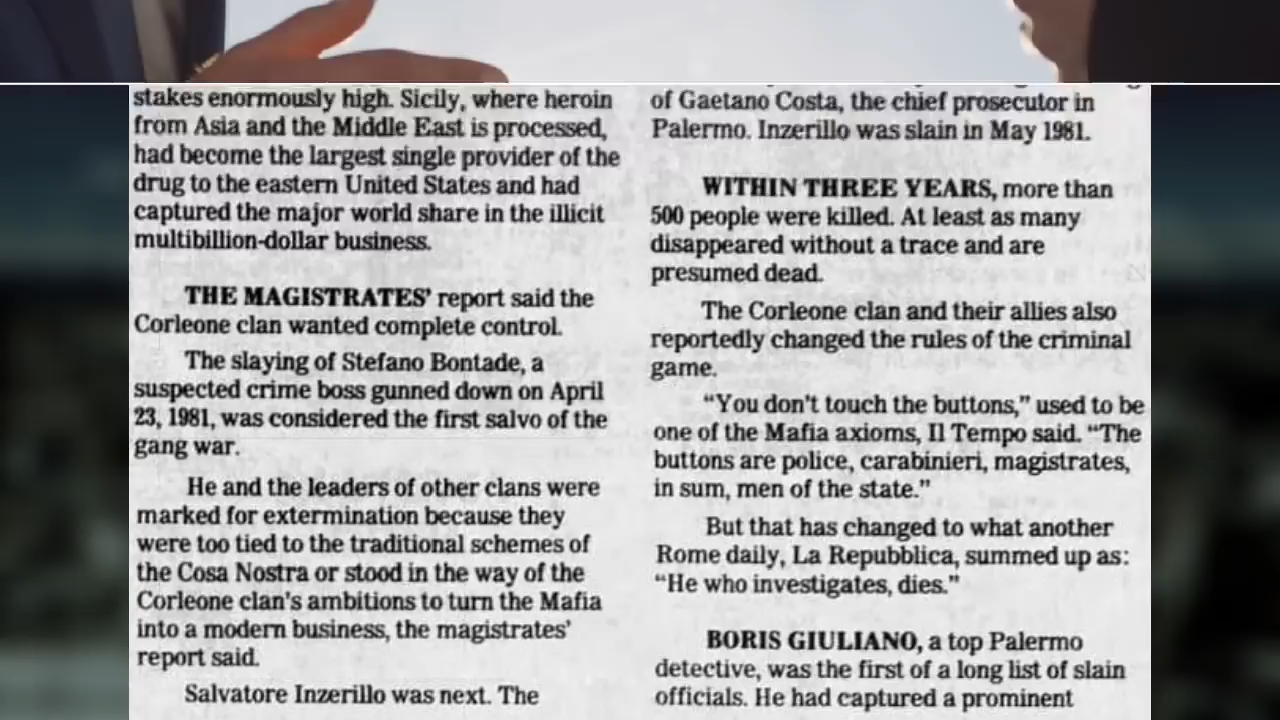 stakes enormously high. Sicily, where heroin
from Asia and the Middle East is processed,
had become the largest single provider of the
drug to the eastern United States and had
captured the major world share in the illicit
multibillion-dollar business.
THE MAGISTRATES' report said the
Corleone clan wanted complete control.
The slaying of Stefano Bontade, a
suspected crime boss gunned down on April
23, 1981, was considered the first salvo of the
gang war.
He and the leaders of other clans were
marked for extermination because they
were too tied to the traditional schemes of
the Cosa Nostra or stood in the way of the
Corleone clan's ambitions to turn the Mafia
into a modern business, the magistrates'
report said.
Salvatore Inzerillo was next. The
of Gaetano Costa, the chief prosecutor in
Palermo. Inzerillo was slain in May 1981.
WITHIN THREE YEARS, more than
500 people were killed. At least as many
disappeared without a trace and are
presumed dead.
The Corleone clan and their allies also
reportedly changed the rules of the criminal
game.
“You don't touch the buttons,” used to be
one of the Mafia axioms, Il Tempo said. “The
buttons are police, carabinieri, magistrates,
in sum, men of the state.”
But that has changed to what another
Rome daily, La Repubblica, summed up as:
“He who investigates, dies.”
BORIS GIULIANO, a top Palermo
detective, was the first of a long list of slain
officials. He had captured a prominent